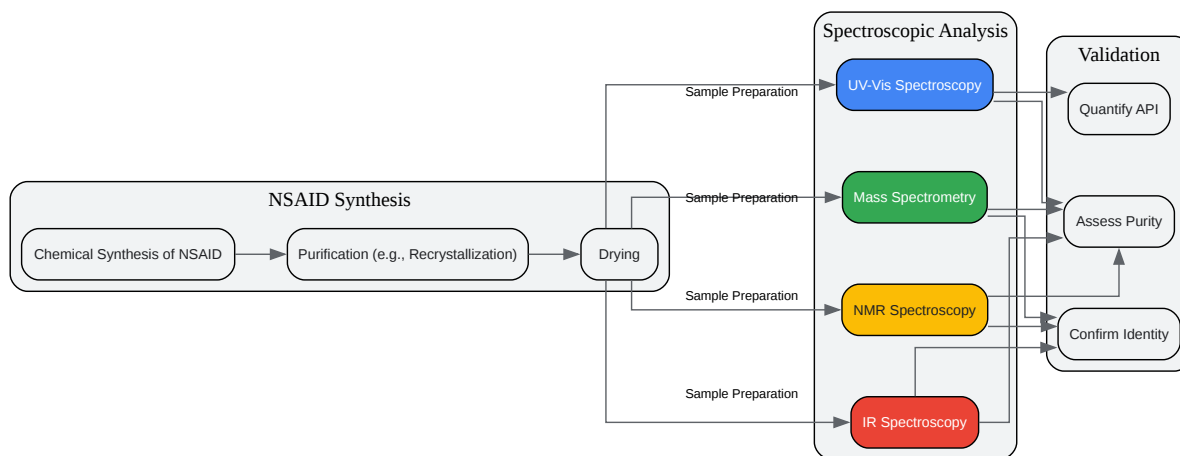 Spectroscopic Analysis
Validation
UV-Vis Spectroscopy
Sample Preparation
Quantify API
NSAID Synthesis
Sample Preparation
Mass Spectrometry
Assess Purity
Chemical Synthesis of NSAID
Purification (e.g., Recrystallization)
Drying
Sample Preparation
NMR Spectroscopy
Confirm Identity
Sample Preparation
IR Spectroscopy